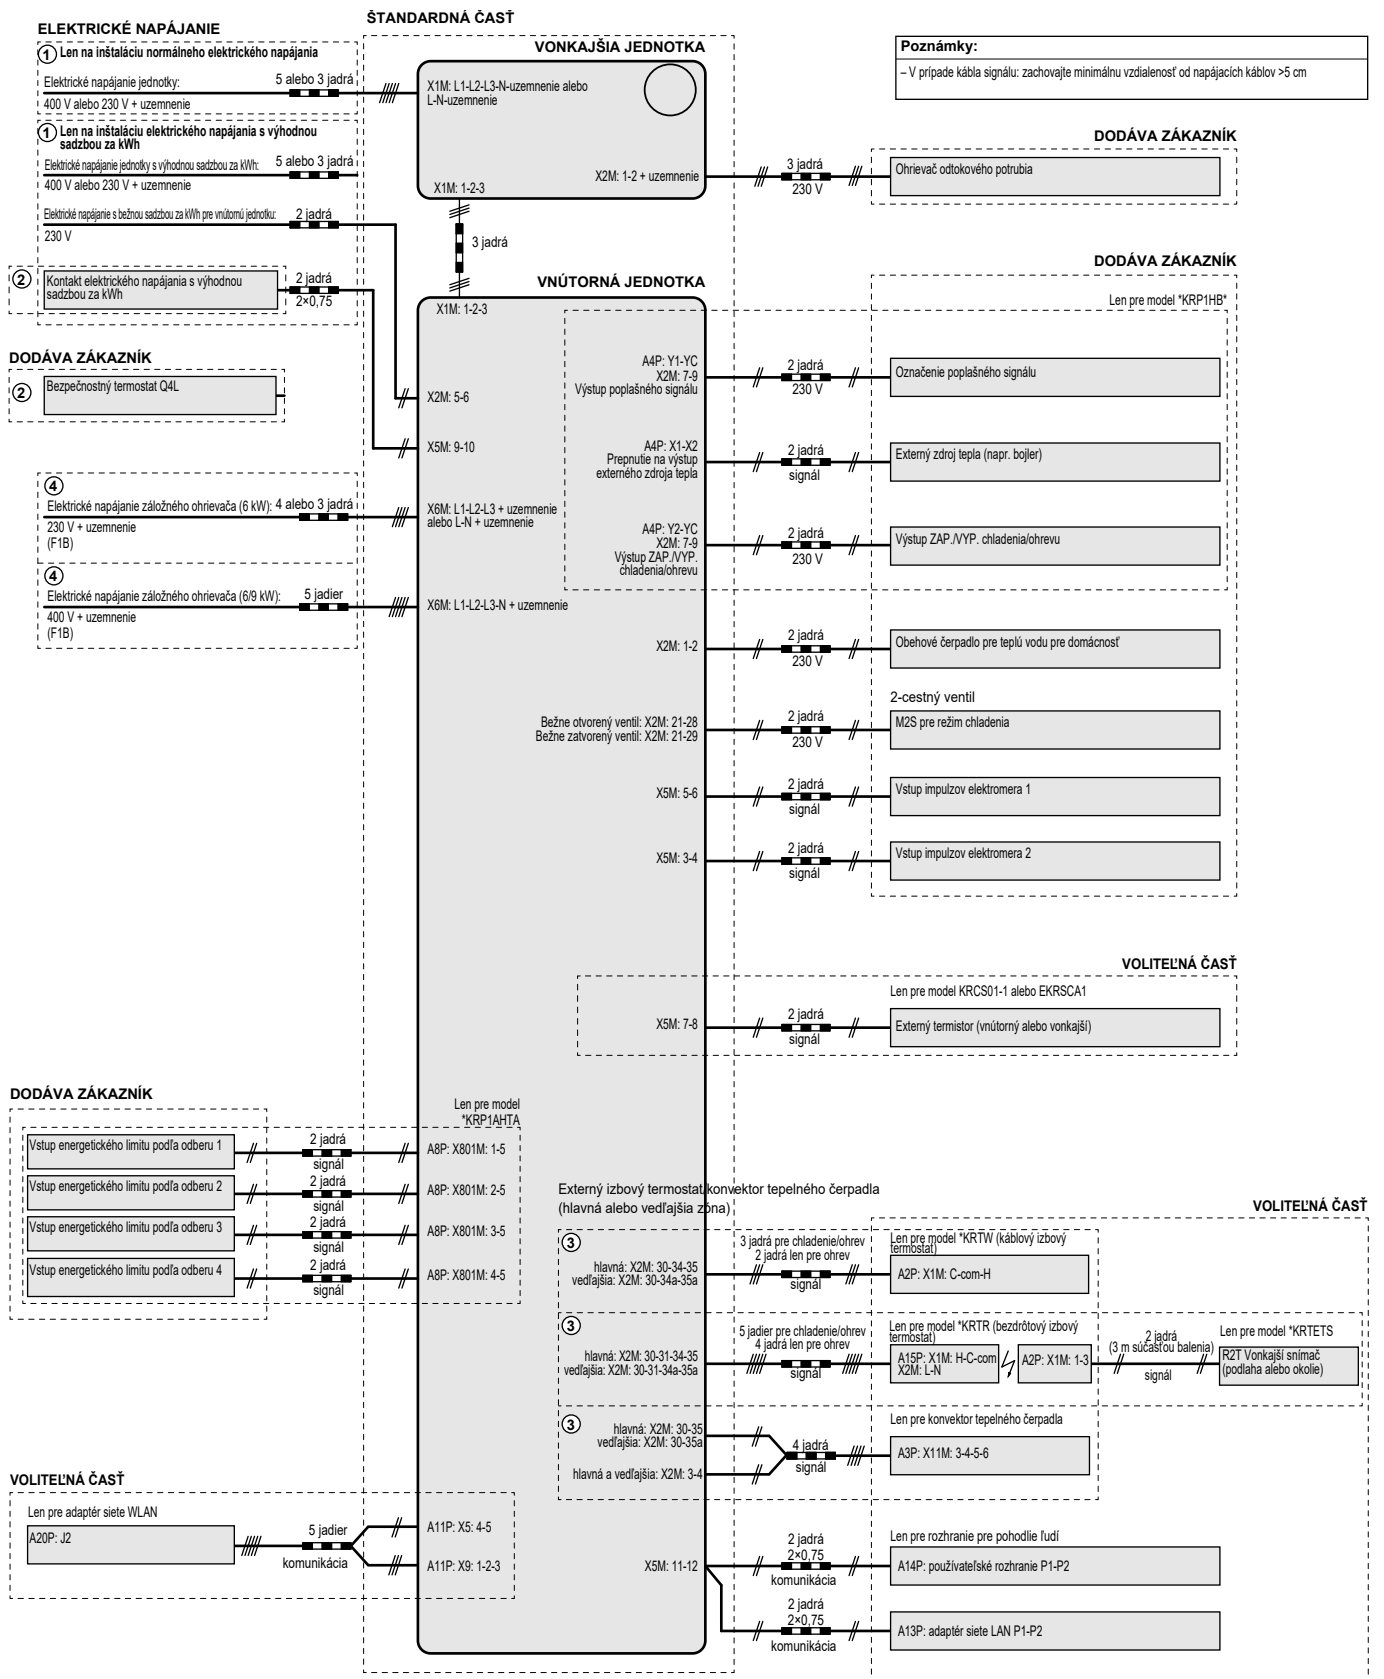 ELEKTRICKÉ NAPÁJANIE
① Len na inštaláciu normálneho elektrického napájania
Elektrické napájanie jednotky:
5 alebo 3 jadrá
400 V alebo 230 V + uzemnenie
① Len na inštaláciu elektrického napájania s výhodnou
sadzbou za kWh
Elektrické napájanie jednotky s výhodnou sadzbou za kWh:
5 alebo 3 jadrá
400 V alebo 230 V + uzemnenie
Elektrické napájanie s bežnou sadzbou za kWh pre vnútornú jednotku:
2 jadrá
230 V
②
Kontakt elektrického napájania s výhodnou
sadzbou za kWh
2 jadrá
2×0,75
DODÁVA ZÁKAZNÍK
②
Bezpečnostný termostat Q4L
④
Elektrické napájanie záložného ohrievača (6 kW):
4 alebo 3 jadrá
230 V + uzemnenie
(F1B)
④
Elektrické napájanie záložného ohrievača (6/9 kW):
5 jadier
400 V + uzemnenie
(F1B)
ŠTANDARDNÁ ČASŤ
VONKAJŠIA JEDNOTKA
X1M: L1-L2-L3-N-uzemnenie alebo
L-N-uzemnenie
X2M: 1-2 + uzemnenie
X1M: 1-2-3
3 jadrá
VNÚTORNÁ JEDNOTKA
X1M: 1-2-3
X2M: 5-6
X5M: 9-10
X6M: L1-L2-L3 + uzemnenie
alebo L-N + uzemnenie
X6M: L1-L2-L3-N + uzemnenie
Poznámky:
– V prípade kábla signálu: zachovajte minimálnu vzdialenosť od napájacích káblov >5 cm
DODÁVA ZÁKAZNÍK
3 jadrá
230 V
Ohrievač odtokového potrubia
DODÁVA ZÁKAZNÍK
Len pre model *KRP1HB*
A4P: Y1-YC
X2M: 7-9
Výstup poplašného signálu
2 jadrá
230 V
Označenie poplašného signálu
A4P: X1-X2
Prepnutie na výstup
externého zdroja tepla
2 jadrá
signál
Externý zdroj tepla (napr. bojler)
A4P: Y2-YC
X2M: 7-9
Výstup ZAP./VYP.
chladenia/ohrevu
2 jadrá
230 V
Výstup ZAP./VYP. chladenia/ohrevu
X2M: 1-2
2 jadrá
230 V
Obehové čerpadlo pre teplú vodu pre domácnosť
2-cestný ventil
Bežne otvorený ventil: X2M: 21-28
Bežne zatvorený ventil: X2M: 21-29
2 jadrá
230 V
M2S pre režim chladenia
X5M: 5-6
2 jadrá
signál
Vstup impulzov elektromera 1
X5M: 3-4
2 jadrá
signál
Vstup impulzov elektromera 2
VOLITEĽNÁ ČASŤ
Len pre model KRCS01-1 alebo EKRSCA1
X5M: 7-8
2 jadrá
signál
Externý termistor (vnútorný alebo vonkajší)
DODÁVA ZÁKAZNÍK
Len pre model
*KRP1AHTA
Vstup energetického limitu podľa odberu 1
2 jadrá
signál
A8P: X801M: 1-5
Vstup energetického limitu podľa odberu 2
2 jadrá
signál
A8P: X801M: 2-5
Vstup energetického limitu podľa odberu 3
2 jadrá
signál
A8P: X801M: 3-5
Vstup energetického limitu podľa odberu 4
2 jadrá
signál
A8P: X801M: 4-5
Externý izbový termostat/konvektor tepelného čerpadla
(hlavná alebo vedľajšia zóna)
VOLITEĽNÁ ČASŤ
③
hlavná: X2M: 30-34-35
vedľajšia: X2M: 30-34a-35a
3 jadrá pre chladenie/ohrev
2 jadrá len pre ohrev
signál
Len pre model *KRTW (káblový izbový
termostat)
A2P: X1M: C-com-H
③
hlavná: X2M: 30-31-34-35
vedľajšia: X2M: 30-31-34a-35a
5 jadier pre chladenie/ohrev
4 jadrá len pre ohrev
signál
Len pre model *KRTR (bezdrôtový izbový
termostat)
A15P: X1M: H-C-com
X2M: L-N
A2P: X1M: 1-3
2 jadrá
(3 m súčasťou balenia)
signál
Len pre model *KRTETS
R2T Vonkajší snímač
(podlaha alebo okolie)
③
hlavná: X2M: 30-35
vedľajšia: X2M: 30-35a
hlavná a vedľajšia: X2M: 3-4
4 jadrá
signál
Len pre konvektor tepelného čerpadla
A3P: X11M: 3-4-5-6
VOLITEĽNÁ ČASŤ
Len pre adaptér siete WLAN
A20P: J2
5 jadier
komunikácia
A11P: X5: 4-5
A11P: X9: 1-2-3
X5M: 11-12
2 jadrá
2×0,75
komunikácia
Len pre rozhranie pre pohodlie ľudí
A14P: používateľské rozhranie P1-P2
2 jadrá
2×0,75
komunikácia
A13P: adaptér siete LAN P1-P2